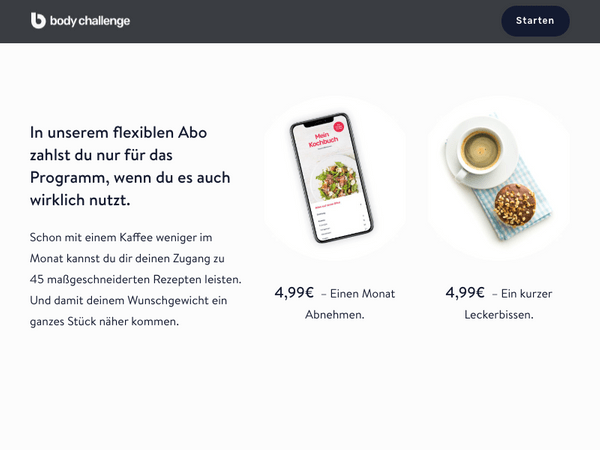 body challenge
Starten
In unserem flexiblen Abo
zahlst du nur für das
Programm, wenn du es auch
wirklich nutzt.
Schon mit einem Kaffee weniger im
Monat kannst du dir deinen Zugang zu
45 maßgeschneiderten Rezepten leisten.
Und damit deinem Wunschgewicht ein
ganzes Stück näher kommen.
Mein
Kochbuch
4,99€ – Einen Monat
Abnehmen.
4,99€ – Ein kurzer
Leckerbissen.